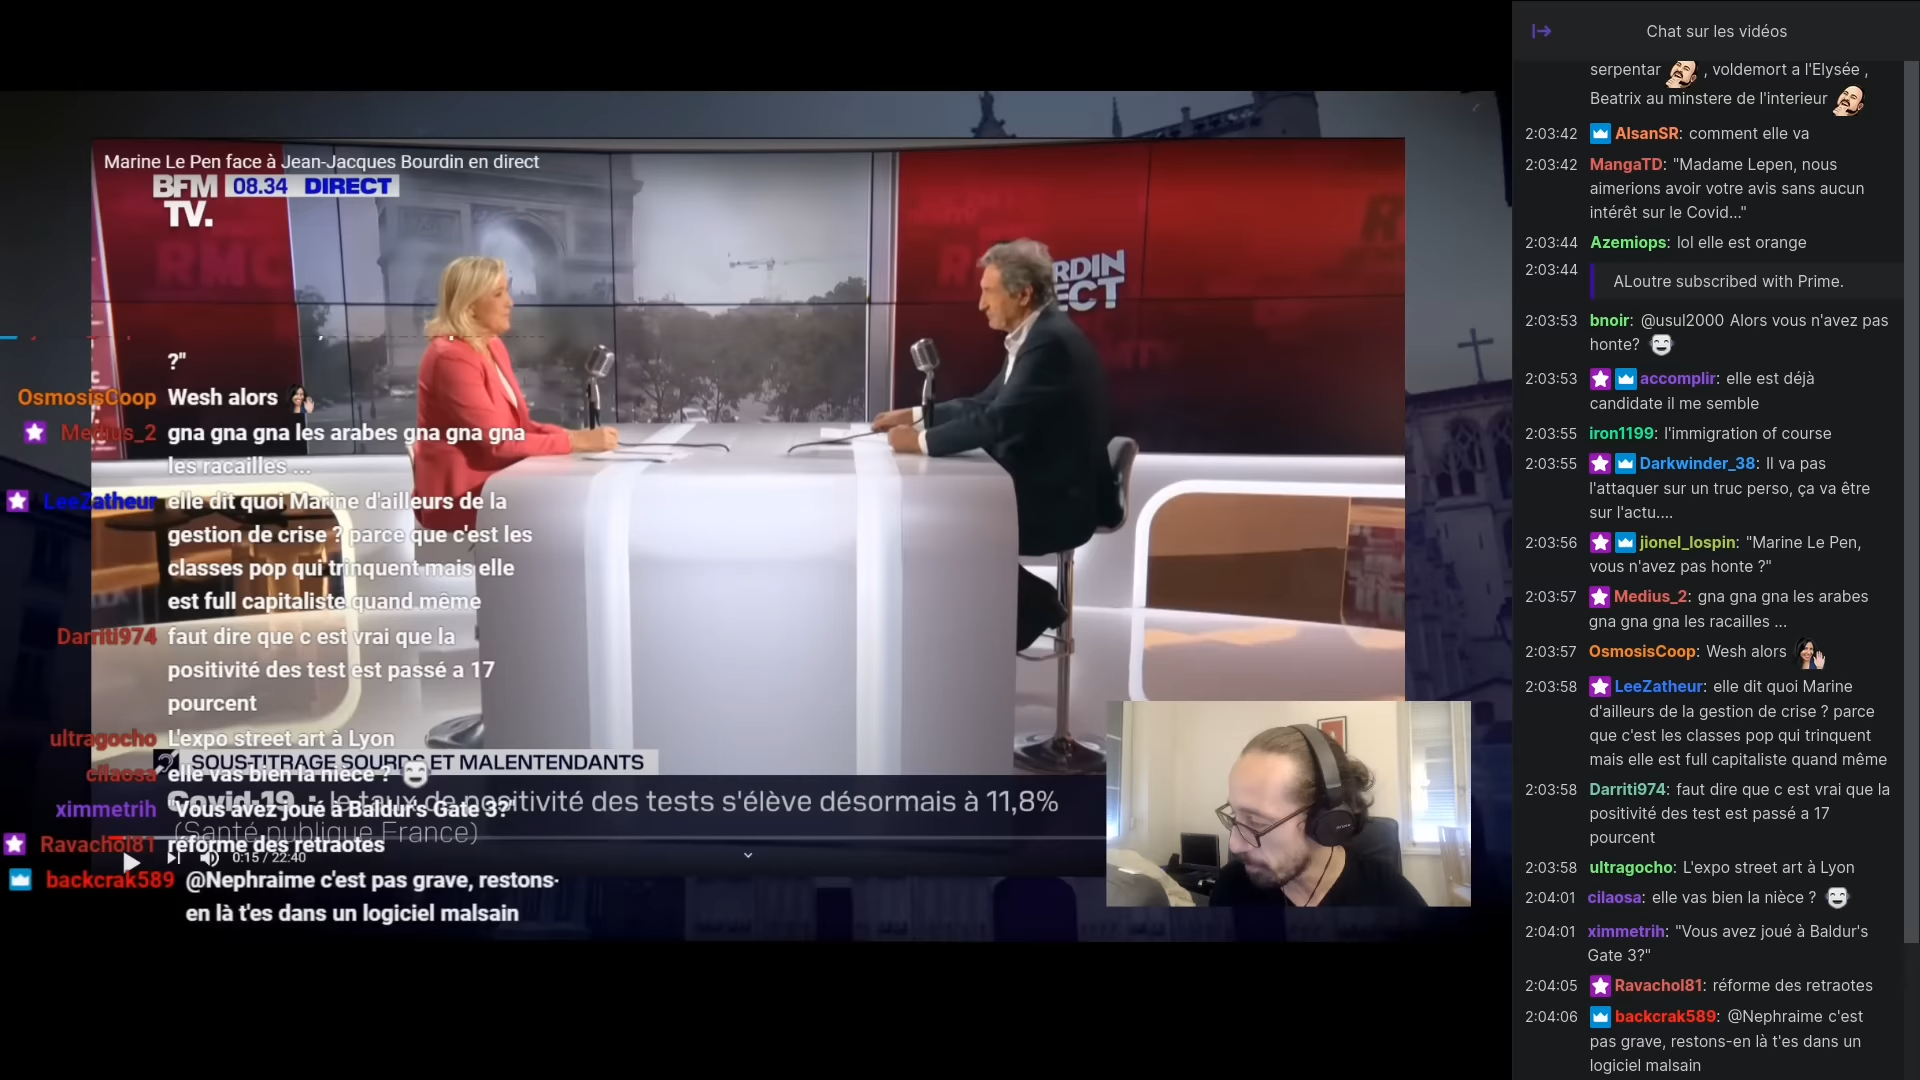 Marine Le Pen face à Jean-Jacques Bourdin en direct
BFM
TV.
08.34 DIRECT
RMC
RDIN
ECT
?"
OsmosisCoop Wesh alors
Medius_2 gna gna gna les arabes gna gna gna
les racailles ...
LeeZatheur elle dit quoi Marine d'ailleurs de la
gestion de crise ? parce que c'est les
classes pop qui trinquent mais elle
est full capitaliste quand même
Darriti974 faut dire que c est vrai que la
positivité des test est passé a 17
pourcent
ultragocho L'expo street art à Lyon
SOUS-TITRAGE SOURDS ET MALENTENDANTS
cilaosa elle vas bien la nièce ?
Covid-19 : le taux de positivité des tests s'élève désormais à 11,8%
ximmetrih "Vous avez joué à Baldur's Gate 3?"
(Santé publique France)
Ravachol81 réforme des retraotes
0:15 / 22:40
backcrak589 @Nephraime c'est pas grave, restons-
en là t'es dans un logiciel malsain
Chat sur les vidéos
serpentar , voldemort a l'Elysée ,
Beatrix au minstere de l'interieur
2:03:42 AlsanSR: comment elle va
2:03:42 MangaTD: "Madame Lepen, nous
aimerions avoir votre avis sans aucun
intérêt sur le Covid..."
2:03:44 Azemiops: lol elle est orange
2:03:44 ALoutre subscribed with Prime.
2:03:53 bnoir: @usul2000 Alors vous n'avez pas
honte?
2:03:53 accomplir: elle est déjà
candidate il me semble
2:03:55 iron1199: l'immigration of course
2:03:55 Darkwinder_38: Il va pas
l'attaquer sur un truc perso, ça va être
sur l'actu....
2:03:56 jionel_lospin: "Marine Le Pen,
vous n'avez pas honte ?"
2:03:57 Medius_2: gna gna gna les arabes
gna gna gna les racailles ...
2:03:57 OsmosisCoop: Wesh alors
2:03:58 LeeZatheur: elle dit quoi Marine
d'ailleurs de la gestion de crise ? parce
que c'est les classes pop qui trinquent
mais elle est full capitaliste quand même
2:03:58 Darriti974: faut dire que c est vrai que la
positivité des test est passé a 17
pourcent
2:03:58 ultragocho: L'expo street art à Lyon
2:04:01 cilaosa: elle vas bien la nièce ?
2:04:01 ximmetrih: "Vous avez joué à Baldur's
Gate 3?"
2:04:05 Ravachol81: réforme des retraotes
2:04:06 backcrak589: @Nephraime c'est
pas grave, restons-en là t'es dans un
logiciel malsain